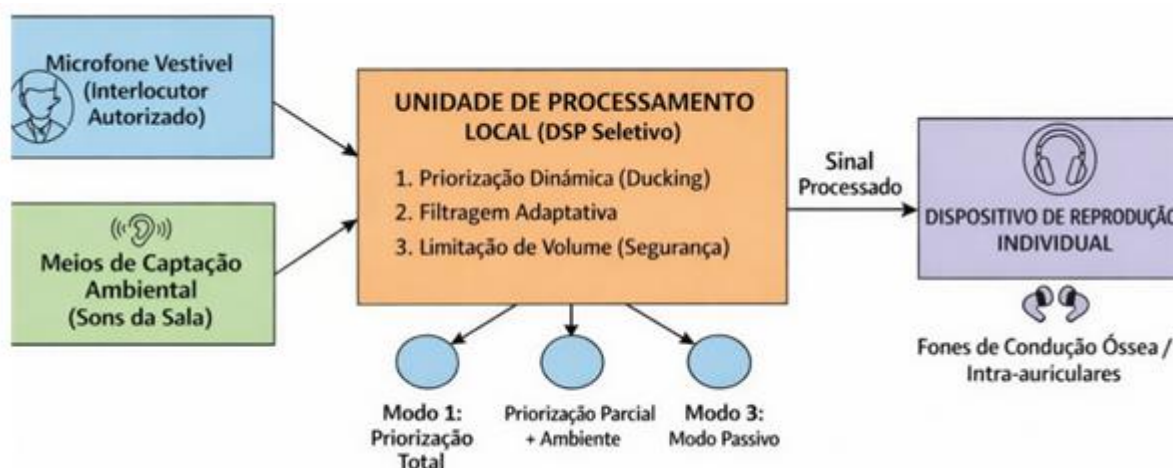 Microfone Vestivel
(Interlocutor
Autorizado)
Meios de Captação
Ambiental
(Sons da Sala)
UNIDADE DE PROCESSAMENTO
LOCAL (DSP Seletivo)
1. Priorização Dinámica (Ducking)
2. Filtragem Adaptativa
3. Limitação de Volume (Segurança)
Modo 1:
Priorização
Total
Priorização Parcial
+ Ambiente
Modo 3:
Modo Passivo
Sinal
Processado
DISPOSITIVO DE REPRODUÇÃO
INDIVIDUAL
Fones de Condução Óssea /
Intra-auriculares